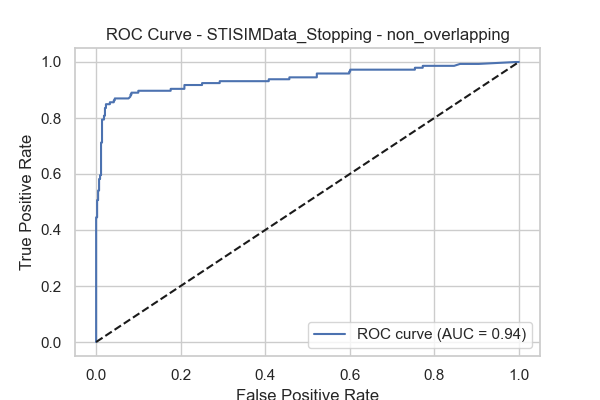 ROC Curve - STISIMData_Stopping - non_overlapping
1.0
0.8
0.6
0.4
0.2
0.0
True Positive Rate
ROC curve (AUC = 0.94)
0.0 0.2 0.4 0.6 0.8 1.0
False Positive Rate